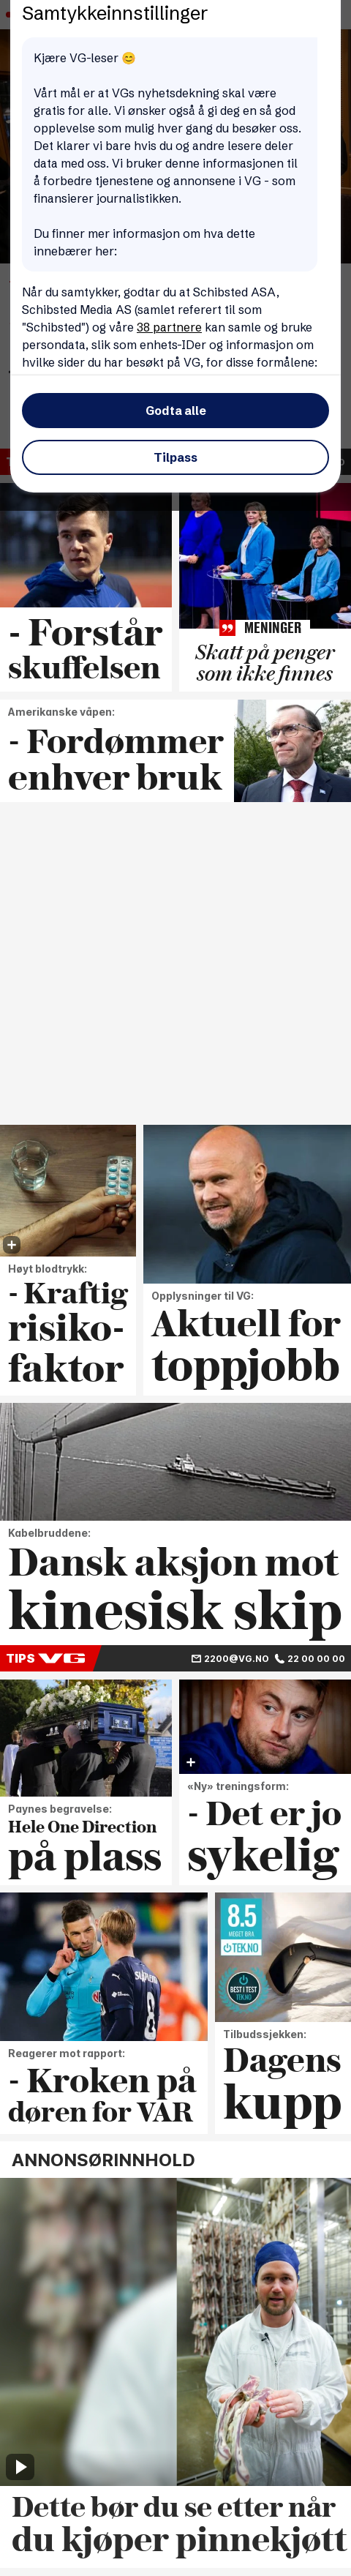 Samtykkeinnstillinger
Kjære VG-leser 😊
Vårt mål er at VGs nyhetsdekning skal være
gratis for alle. Vi ønsker også å gi deg en så god
opplevelse som mulig hver gang du besøker oss.
Det klarer vi bare hvis du og andre lesere deler
data med oss. Vi bruker denne informasjonen til
å forbedre tjenestene og annonsene i VG - som
finansierer journalistikken.
Du finner mer informasjon om hva dette
innebærer her:
Når du samtykker, godtar du at Schibsted ASA,
Schibsted Media AS (samlet referert til som
"Schibsted") og våre 38 partnere kan samle og bruke
persondata, slik som enhets-IDer og informasjon om
hvilke sider du har besøkt på VG, for disse formålene:
Godta alle
Tilpass
- Forstår
skuffelsen
MENINGER
Skatt på penger
som ikke finnes
Amerikanske våpen:
- Fordømmer
enhver bruk
Høyt blodtrykk:
- Kraftig
risiko-
faktor
Opplysninger til VG:
Aktuell for
toppjobb
Kabelbruddene:
Dansk aksjon mot
kinesisk skip
TIPS VG 2200@VG.NO 22 00 00 00
Paynes begravelse:
Hele One Direction
på plass
«Ny» treningsform:
- Det er jo
sykelig
Reagerer mot rapport:
- Kroken på
døren for VAR
8.5
MEGET BRA
TEK.NO
BEST I TEST
TEK.NO
Tilbudssjekken:
Dagens
kupp
ANNONSØRINNHOLD
Dette bør du se etter når
du kjøper pinnekjøtt